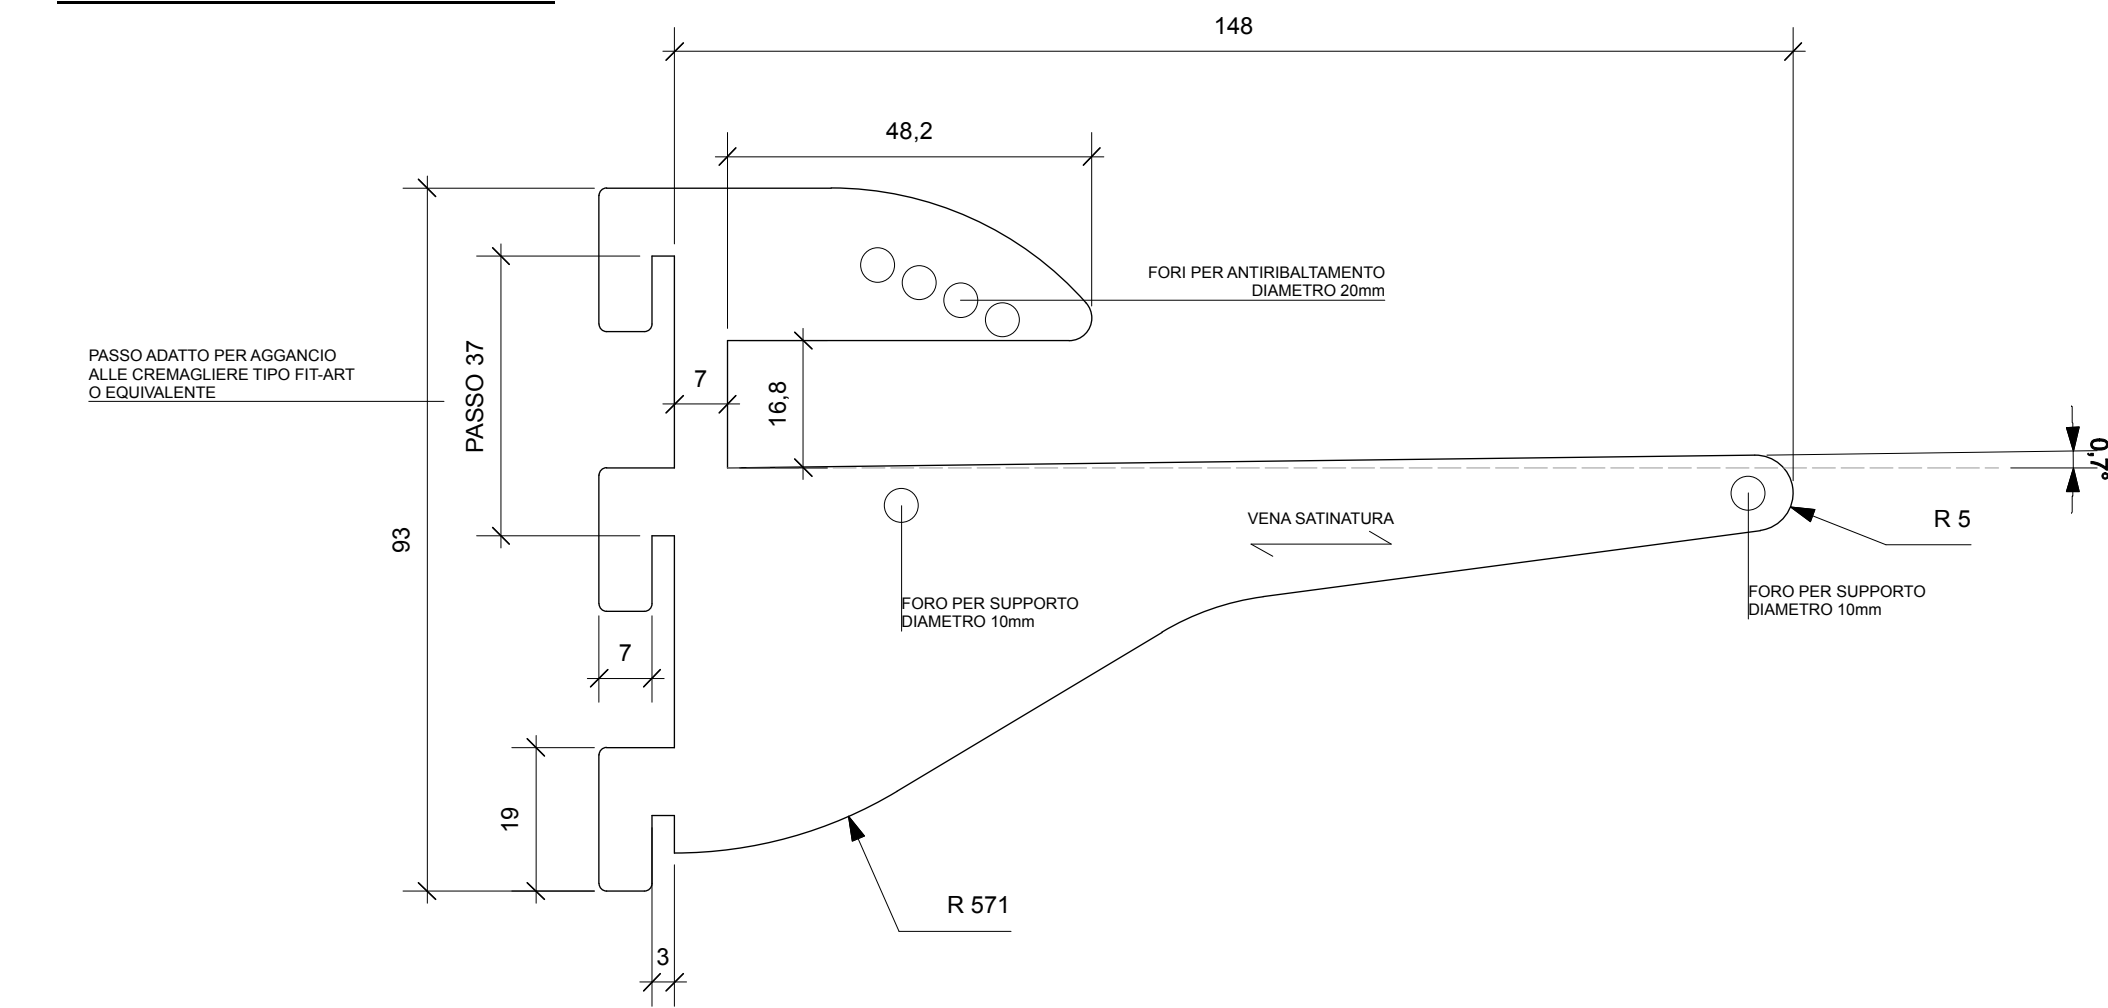 148
48,2
FORI PER ANTIRIBALTAMENTO
DIAMETRO 20mm
PASSO ADATTO PER AGGANCIO
ALLE CREMAGLIERE TIPO FIT-ART
O EQUIVALENTE
PASSO 37
7
16,8
0,7°
93
VENA SATINATURA
R 5
FORO PER SUPPORTO
DIAMETRO 10mm
FORO PER SUPPORTO
DIAMETRO 10mm
7
19
R 571
3